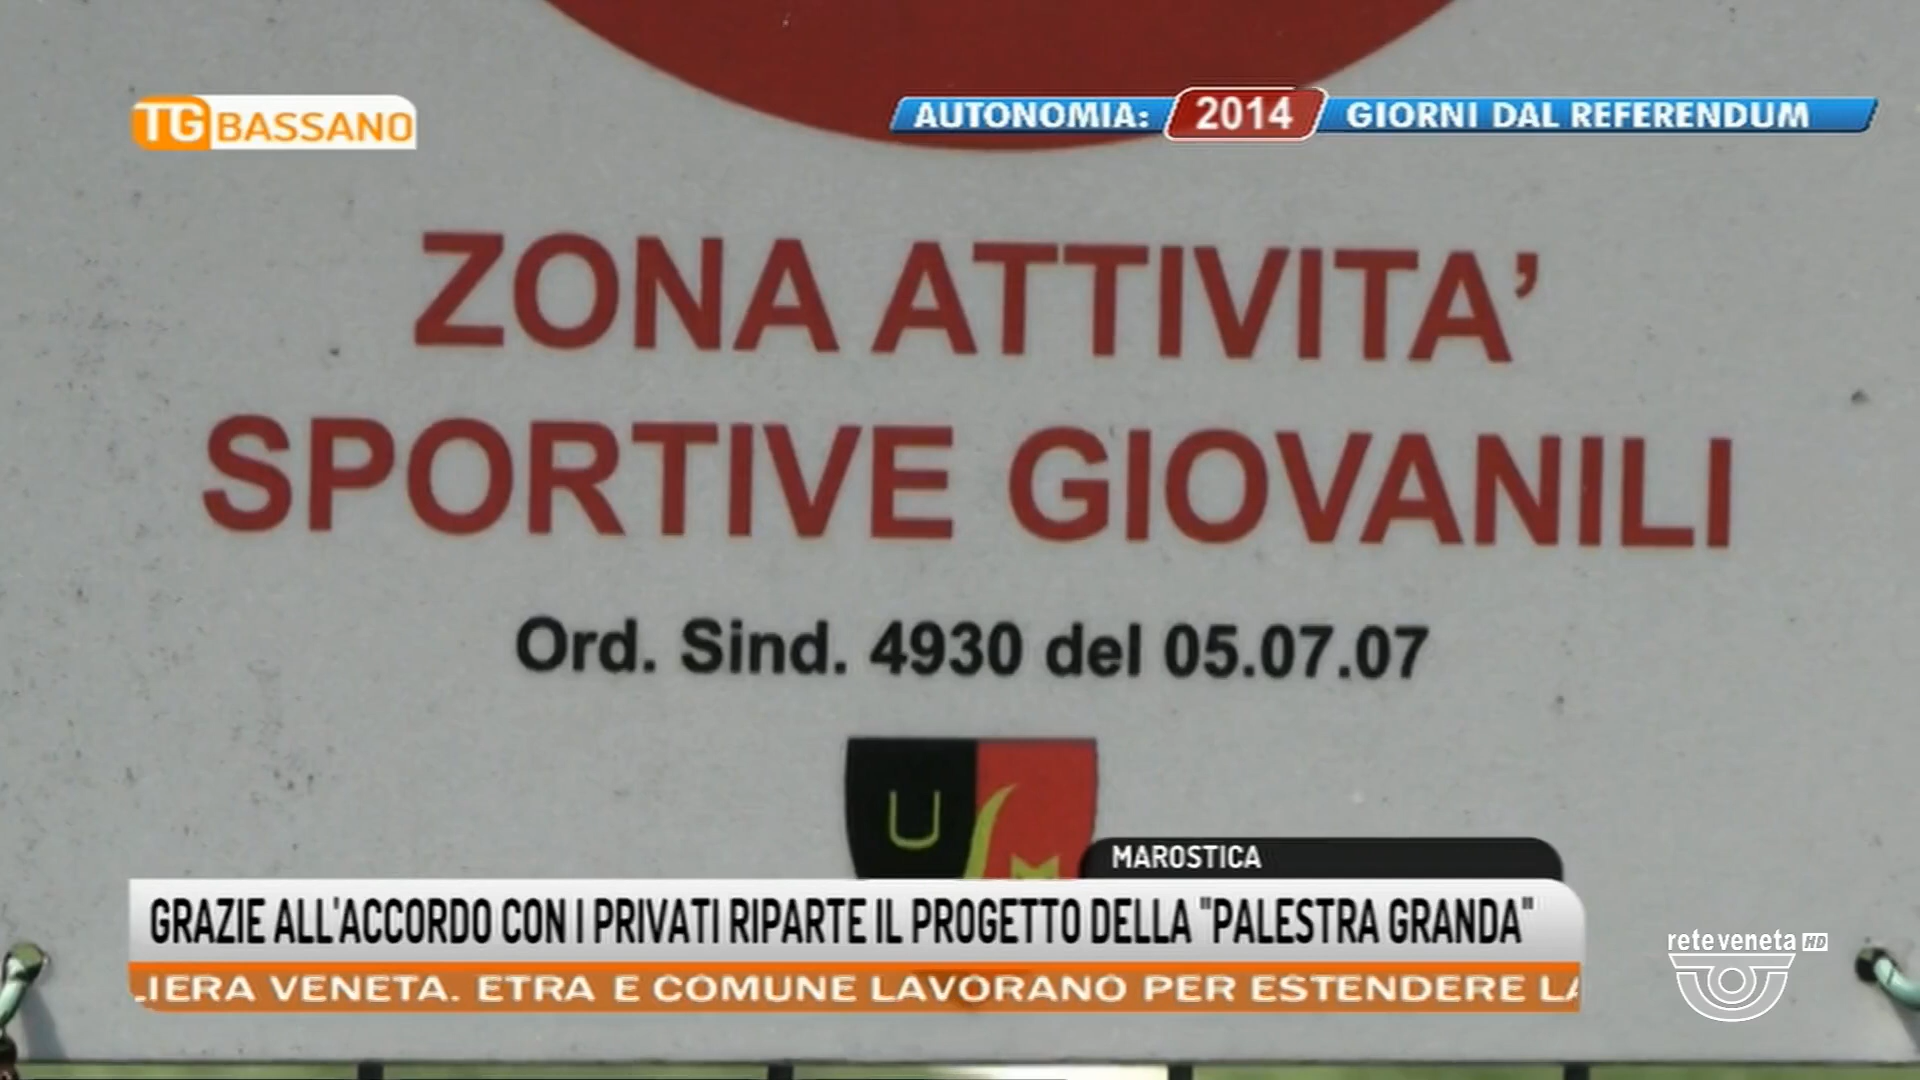 TG BASSANO
AUTONOMIA: 2014 GIORNI DAL REFERENDUM
ZONA ATTIVITA'
SPORTIVE GIOVANILI
Ord. Sind. 4930 del 05.07.07
U
M
MAROSTICA
GRAZIE ALL'ACCORDO CON I PRIVATI RIPARTE IL PROGETTO DELLA "PALESTRA GRANDA"
LIERA VENETA. ETRA E COMUNE LAVORANO PER ESTENDERE LA
reteveneta HD